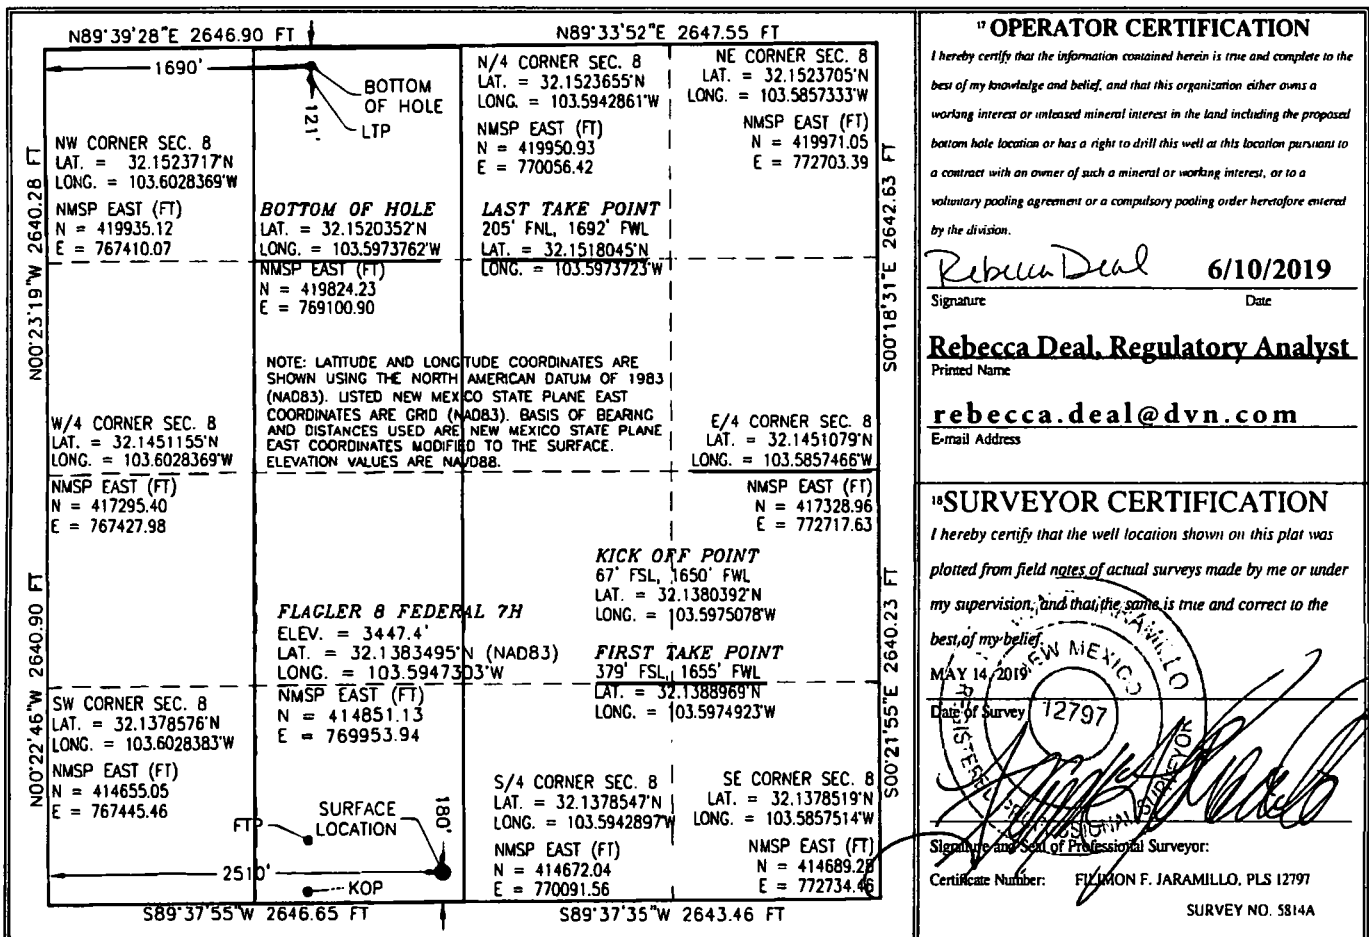 N89°39'28"E 2646.90 FT
N89°33'52"E 2647.55 FT
1690'
BOTTOM
OF HOLE
LTP
121'
N/4 CORNER SEC. 8
LAT. = 32.1523655'N
LONG. = 103.5942861'W
NMSP EAST (FT)
N = 419950.93
E = 770056.42
NE CORNER SEC. 8
LAT. = 32.1523705'N
LONG. = 103.5857333'W
NMSP EAST (FT)
N = 419971.05
E = 772703.39
NW CORNER SEC. 8
LAT. = 32.1523717'N
LONG. = 103.6028369'W
NMSP EAST (FT)
N = 419935.12
E = 767410.07
N00°23'19"W 2640.28 FT
S00°18'31"E 2642.63 FT
BOTTOM OF HOLE
LAT. = 32.1520352'N
LONG. = 103.5973762'W
NMSP EAST (FT)
N = 419824.23
E = 769100.90
LAST TAKE POINT
205' FNL, 1692' FWL
LAT. = 32.1518045'N
LONG. = 103.5973723'W
NOTE: LATITUDE AND LONGITUDE COORDINATES ARE
SHOWN USING THE NORTH AMERICAN DATUM OF 1983
(NAD83). LISTED NEW MEXICO STATE PLANE EAST
COORDINATES ARE GRID (NAD83). BASIS OF BEARING
AND DISTANCES USED ARE NEW MEXICO STATE PLANE
EAST COORDINATES MODIFIED TO THE SURFACE.
ELEVATION VALUES ARE NAVD88.
W/4 CORNER SEC. 8
LAT. = 32.1451155'N
LONG. = 103.6028369'W
NMSP EAST (FT)
N = 417295.40
E = 767427.98
E/4 CORNER SEC. 8
LAT. = 32.1451079'N
LONG. = 103.5857466'W
NMSP EAST (FT)
N = 417328.96
E = 772717.63
KICK OFF POINT
67' FSL, 1650' FWL
LAT. = 32.1380392'N
LONG. = 103.5975078'W
FLAGLER 8 FEDERAL 7H
ELEV. = 3447.4'
LAT. = 32.1383495'N (NAD83)
LONG. = 103.5947303'W
NMSP EAST (FT)
N = 414851.13
E = 769953.94
FIRST TAKE POINT
379' FSL, 1655' FWL
LAT. = 32.1388969'N
LONG. = 103.5974923'W
N00°22'46"W 2640.90 FT
S00°21'55"E 2640.23 FT
SW CORNER SEC. 8
LAT. = 32.1378576'N
LONG. = 103.6028383'W
NMSP EAST (FT)
N = 414655.05
E = 767445.46
FTP
SURFACE
LOCATION
180'
2510'
KOP
S/4 CORNER SEC. 8
LAT. = 32.1378547'N
LONG. = 103.5942897'W
NMSP EAST (FT)
N = 414672.04
E = 770091.56
SE CORNER SEC. 8
LAT. = 32.1378519'N
LONG. = 103.5857514'W
NMSP EAST (FT)
N = 414689.28
E = 772734.46
S89°37'55"W 2646.65 FT
S89°37'35"W 2643.46 FT
17 OPERATOR CERTIFICATION
I hereby certify that the information contained herein is true and complete to the
best of my knowledge and belief, and that this organization either owns a
working interest or unleased mineral interest in the land including the proposed
bottom hole location or has a right to drill this well at this location pursuant to
a contract with an owner of such a mineral or working interest, or to a
voluntary pooling agreement or a compulsory pooling order heretofore entered
by the division.
Rebecca Deal 6/10/2019
Signature Date
Rebecca Deal, Regulatory Analyst
Printed Name
rebecca.deal@dvn.com
E-mail Address
18 SURVEYOR CERTIFICATION
I hereby certify that the well location shown on this plat was
plotted from field notes of actual surveys made by me or under
my supervision, and that the same is true and correct to the
best of my belief.
MAY 14, 2019
Date of Survey
JARAMILLO
NEW MEXICO
12797
REGISTERED PROFESSIONAL SURVEYOR
Signature and Seal of Professional Surveyor:
Certificate Number: FILIMON F. JARAMILLO, PLS 12797
SURVEY NO. 5814A